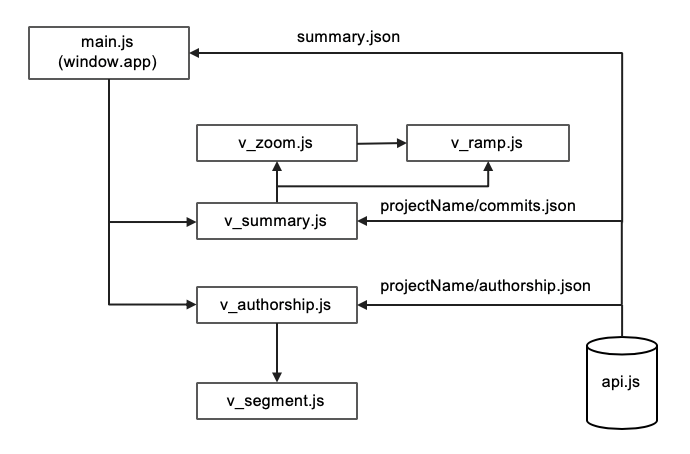 summary.json
main.js
(window.app)
v_zoom.js
v_ramp.js
projectName/commits.json
v_summary.js
projectName/authorship.json
v_authorship.js
api.js
v_segment.js